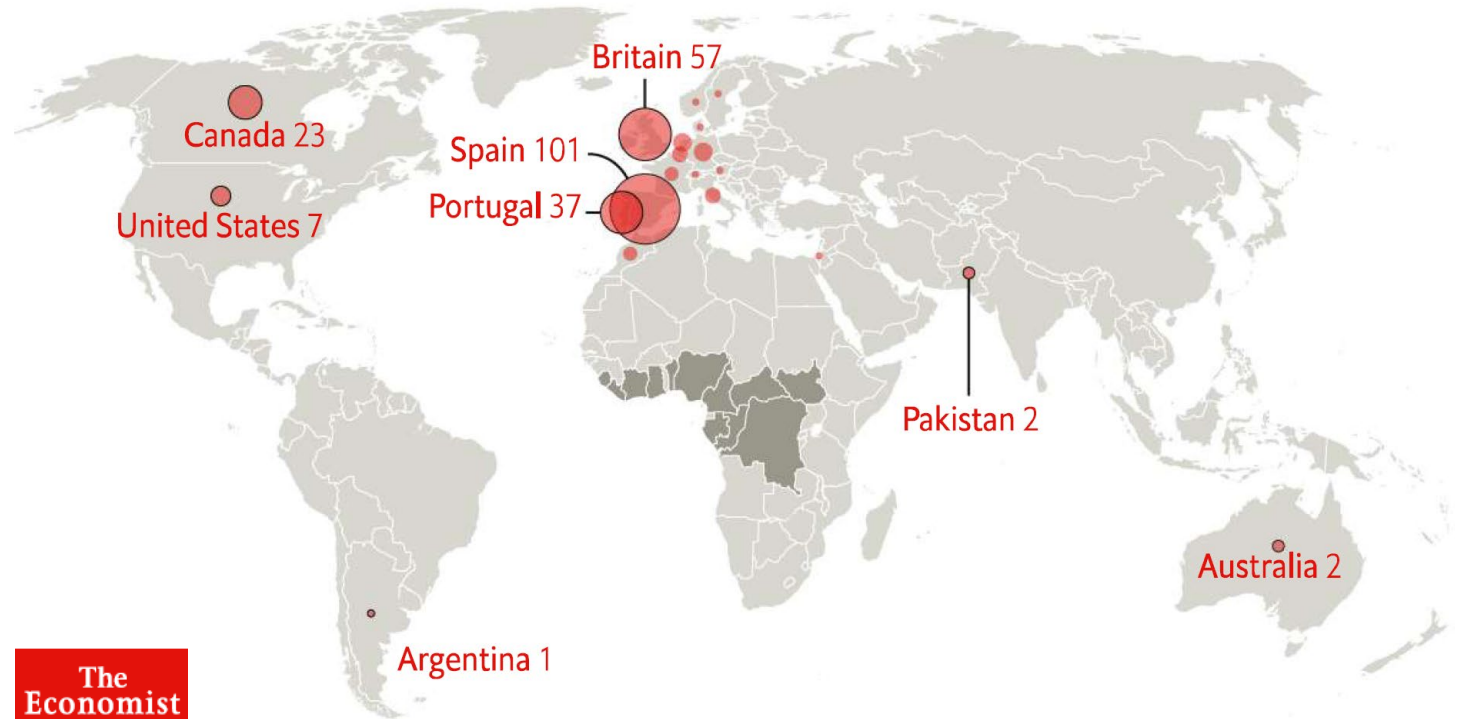 Britain 57
Canada 23
Spain 101
Portugal 37
United States 7
Pakistan 2
Australia 2
Argentina 1
The
Economist